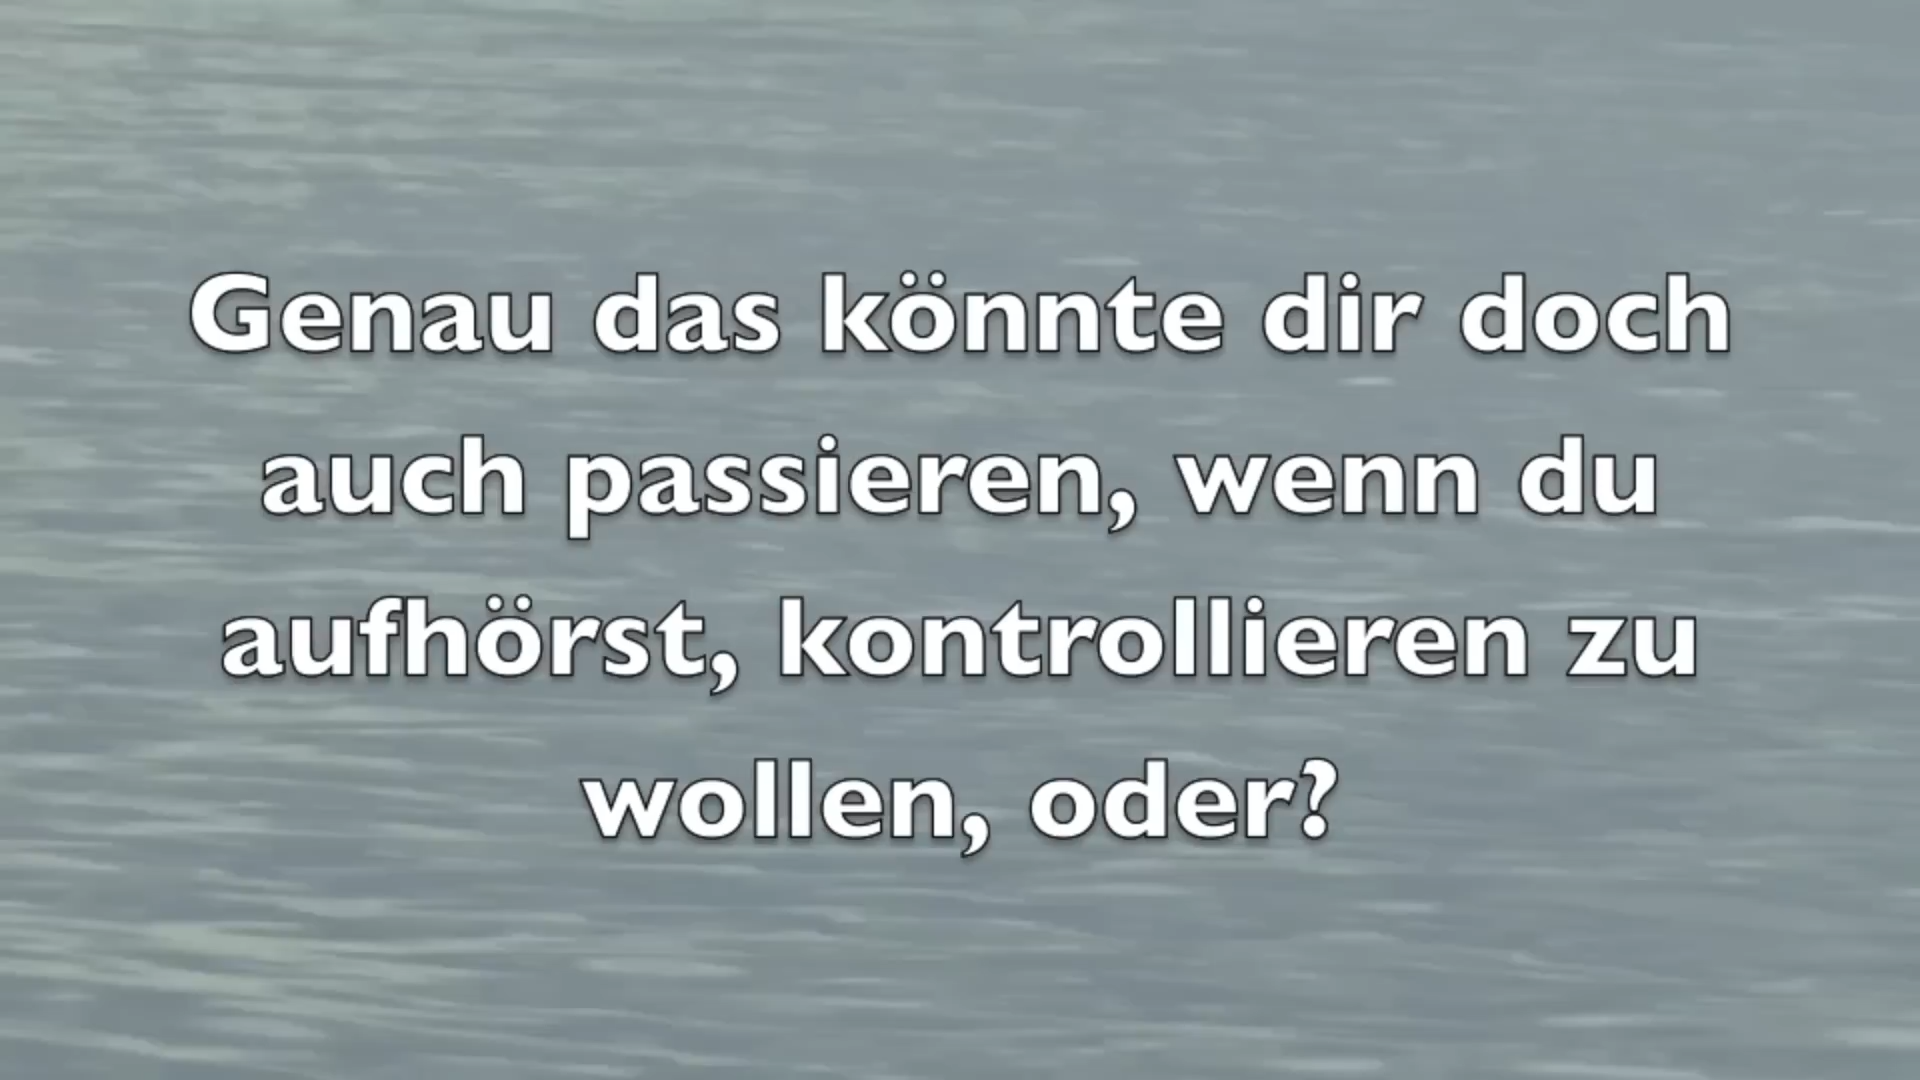 Genau das könnte dir doch
auch passieren, wenn du
aufhörst, kontrollieren zu
wollen, oder?